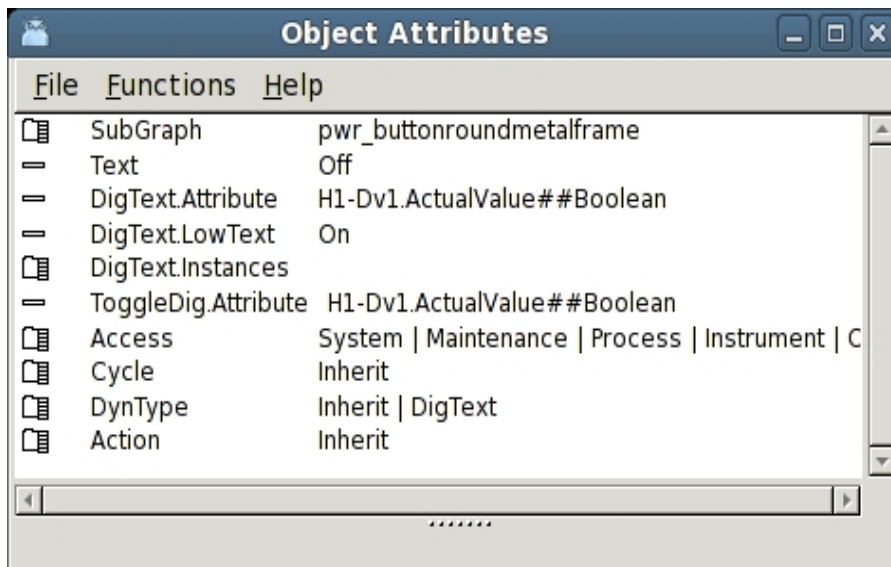 Object Attributes
File Functions Help
SubGraph pwr_buttonroundmetalframe
Text Off
DigText.Attribute H1-Dv1.ActualValue##Boolean
DigText.LowText On
DigText.Instances
ToggleDig.Attribute H1-Dv1.ActualValue##Boolean
Access System | Maintenance | Process | Instrument |
Cycle Inherit
DynType Inherit | DigText
Action Inherit